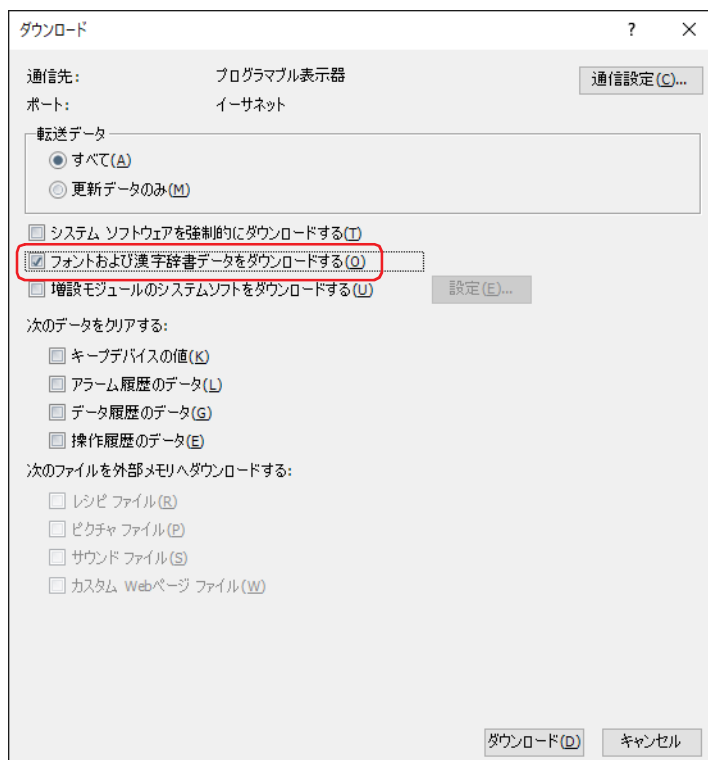 ダウンロード ?
通信先: プログラマブル表示器 通信設定(C)...
ポート: イーサネット
転送データ
すべて(A)
更新データのみ(M)
システム ソフトウェアを強制的にダウンロードする(T)
フォントおよび漢字辞書データをダウンロードする(O)
増設モジュールのシステムソフトをダウンロードする(U) 設定(E)...
次のデータをクリアする:
キープデバイスの値(K)
アラーム履歴のデータ(L)
データ履歴のデータ(G)
操作履歴のデータ(E)
次のファイルを外部メモリへダウンロードする:
レシピ ファイル(R)
ピクチャ ファイル(P)
サウンド ファイル(S)
カスタム Webページ ファイル(W)
ダウンロード(D) キャンセル